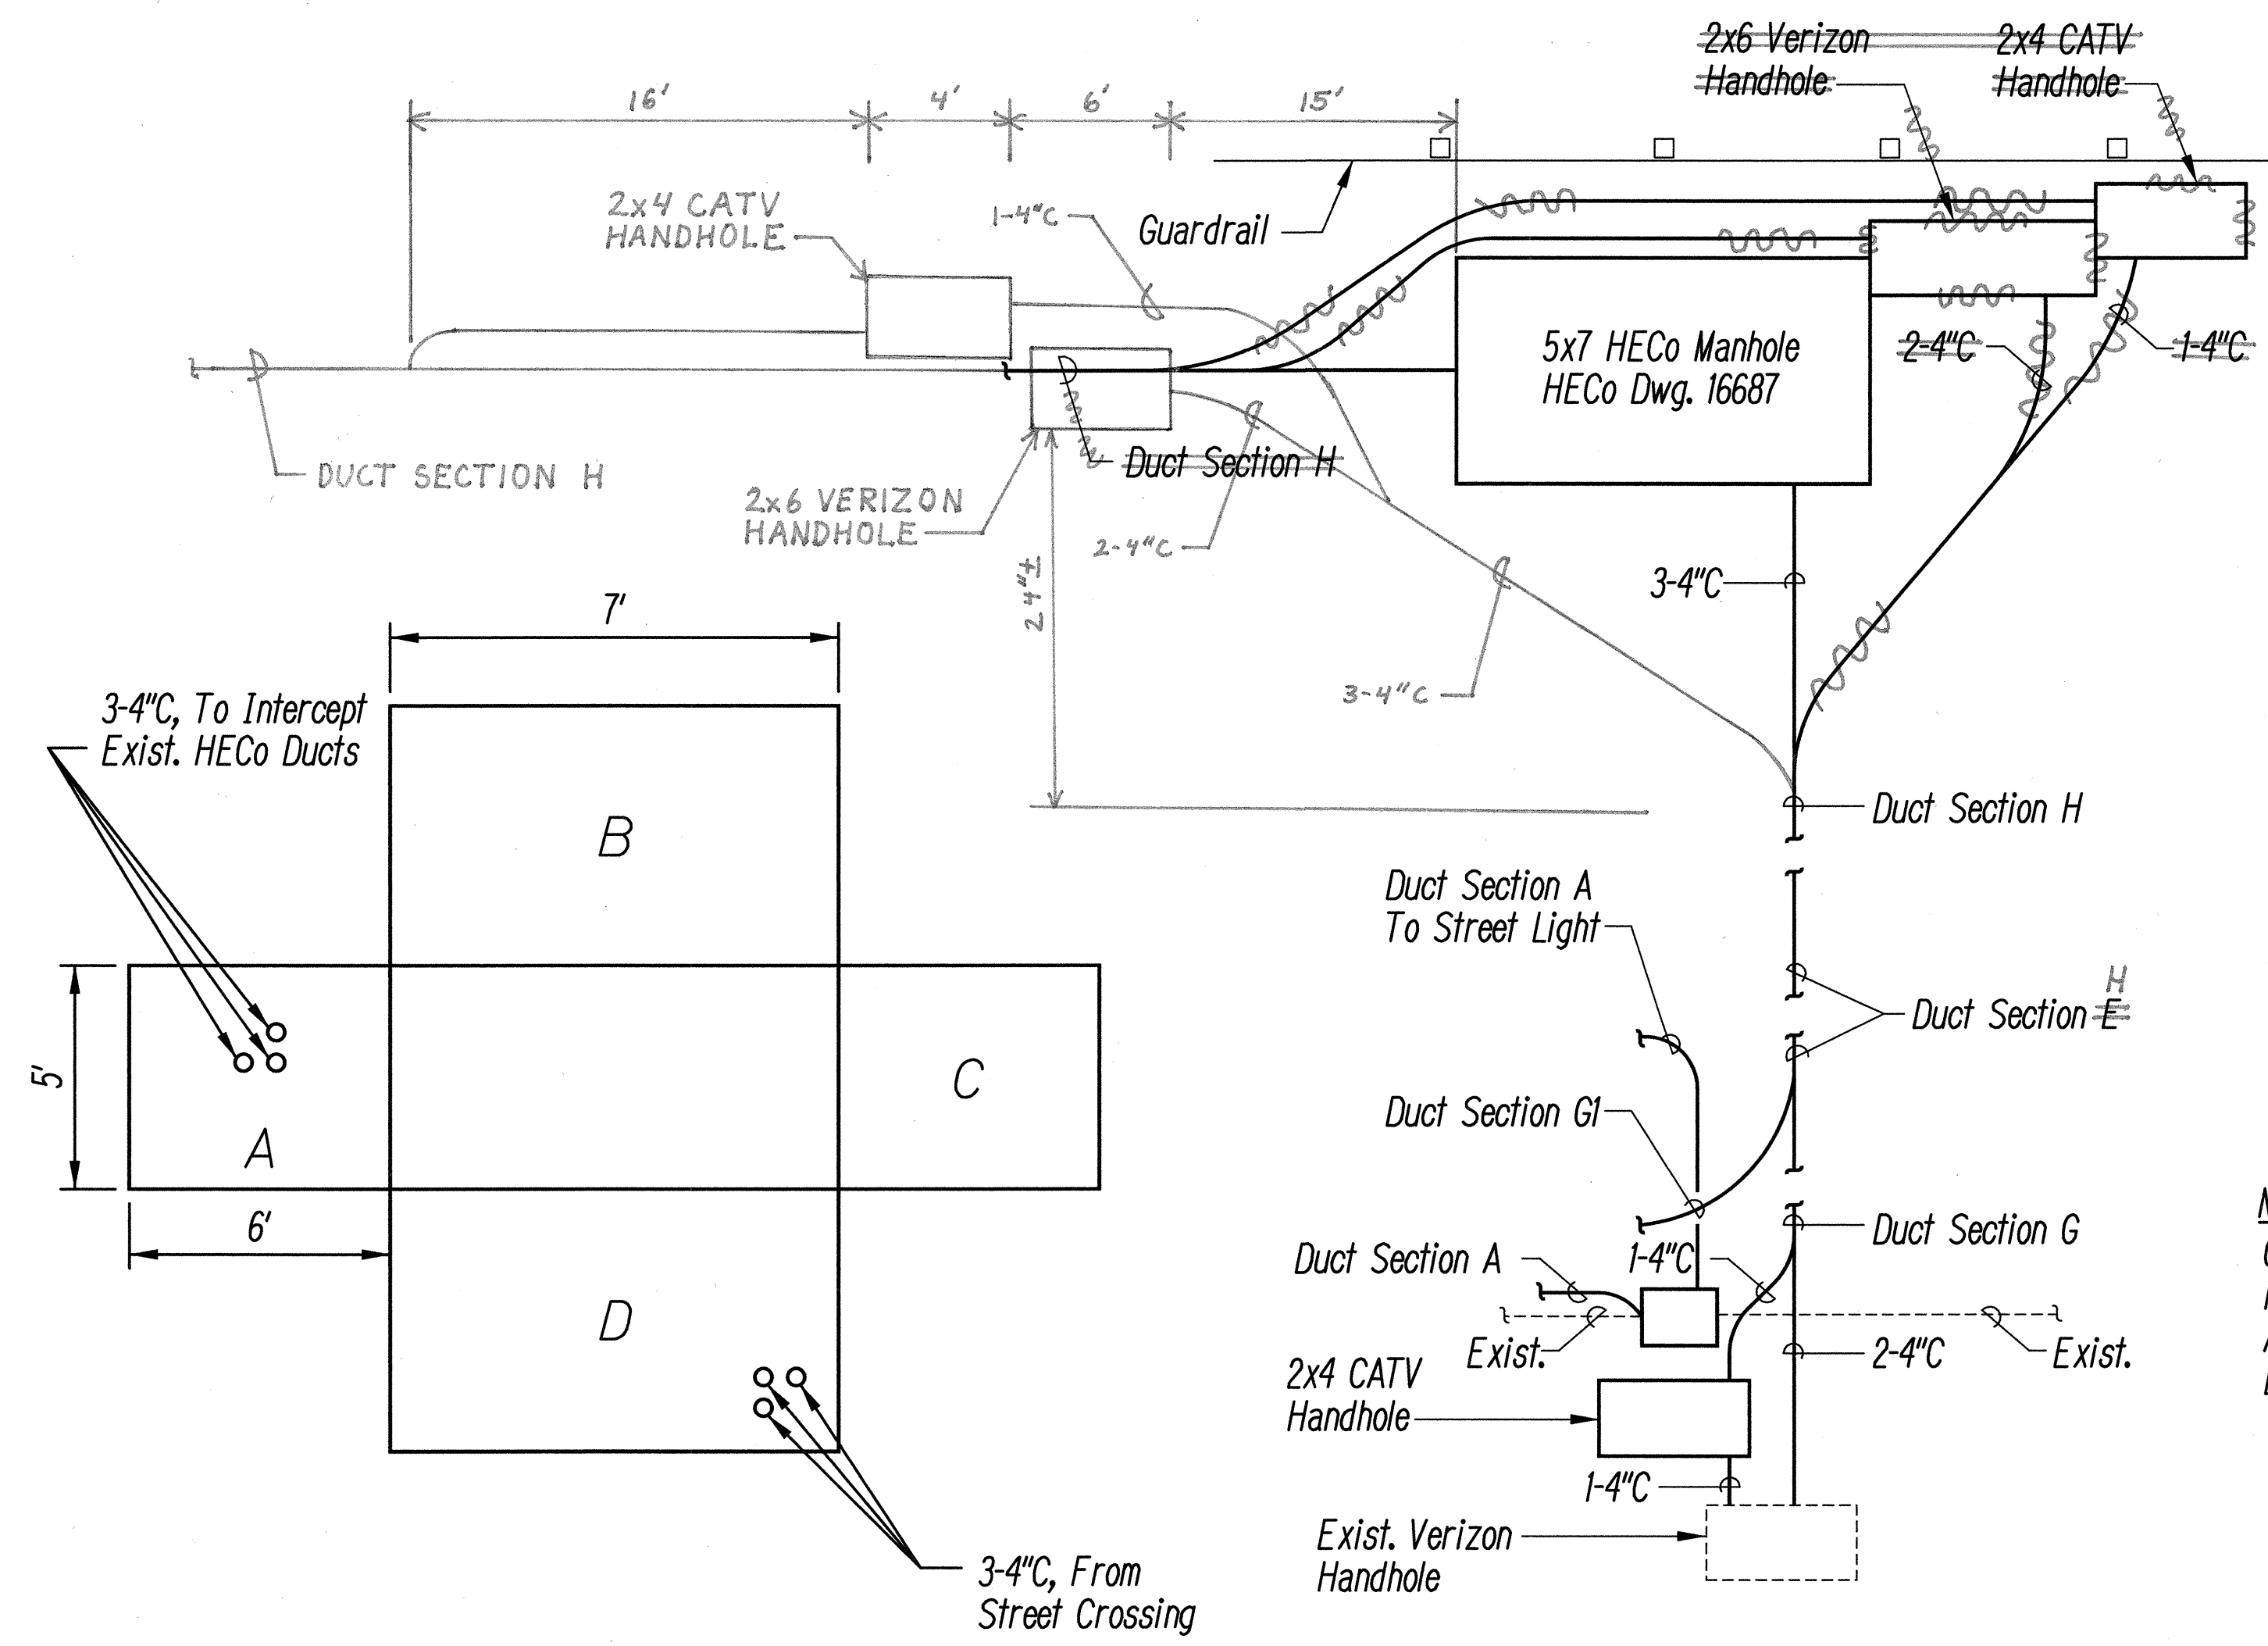 2x6 Verizon
Handhole
2x4 CATV
Handhole
16'
4'
6'
15'
2x4 CATV
HANDHOLE
1-4"C
Guardrail
5x7 HECo Manhole
HECo Dwg. 16687
2-4"C
1-4"C
DUCT SECTION H
Duct Section H
2x6 VERIZON
HANDHOLE
2-4"C
24"±
3-4"C
3-4"C
7'
3-4"C, To Intercept
Exist. HECo Ducts
B
Duct Section H
Duct Section A
To Street Light
H
Duct Section E
5'
C
A
Duct Section G1
6'
Duct Section G
Duct Section A
1-4"C
D
Exist.
2-4"C
Exist.
2x4 CATV
Handhole
1-4"C
Exist. Verizon
Handhole
3-4"C, From
Street Crossing